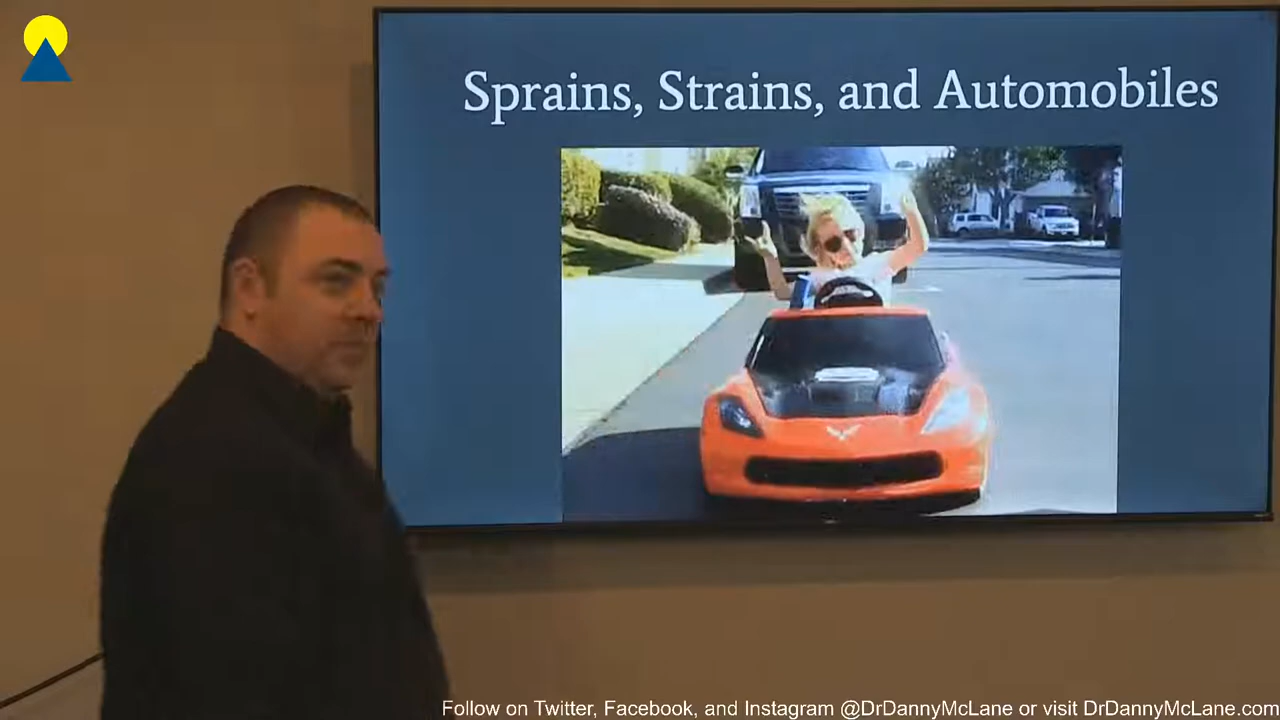 Sprains, Strains, and Automobiles
Follow on Twitter, Facebook, and Instagram @DrDannyMcLane or visit DrDannyMcLane.com